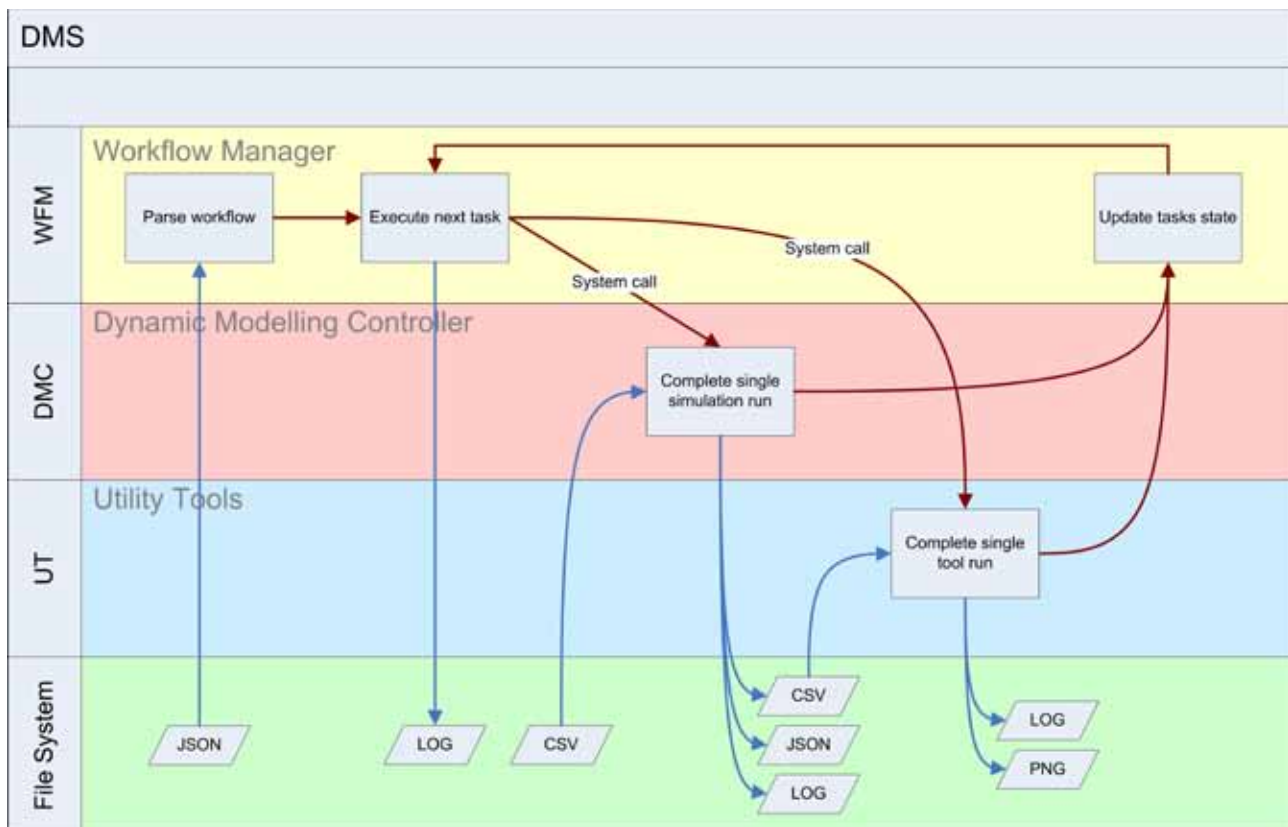 DMS
WFM
Workflow Manager
Parse workflow
Execute next task
Update tasks state
System call
System call
DMC
Dynamic Modelling Controller
Complete single
simulation run
UT
Utility Tools
Complete single
tool run
File System
JSON
LOG
CSV
CSV
JSON
LOG
LOG
PNG